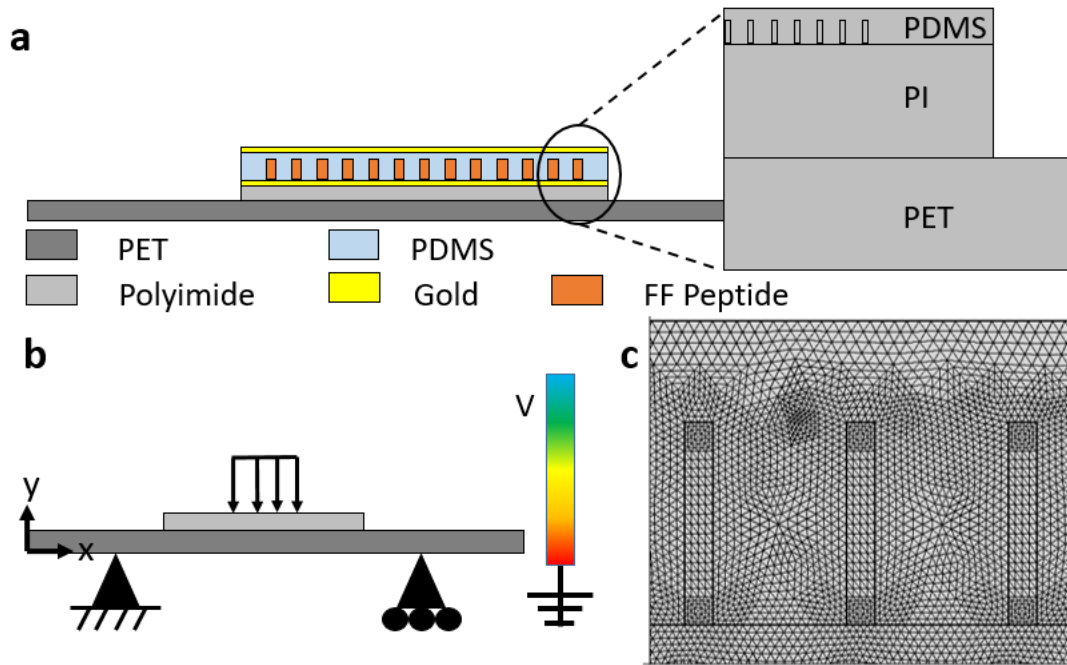 a
PDMS
PI
PET
PET
PDMS
Polyimide
Gold
FF Peptide
b
c
V
y
x